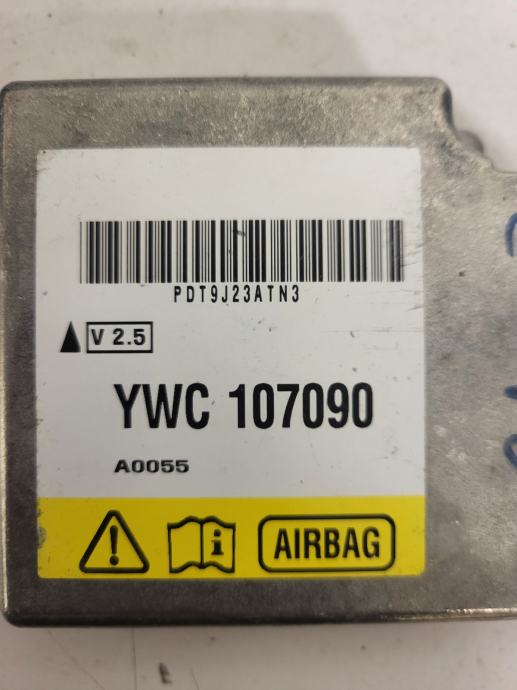 PDT9J23ATN3
V 2.5
YWC 107090
A0055
AIRBAG